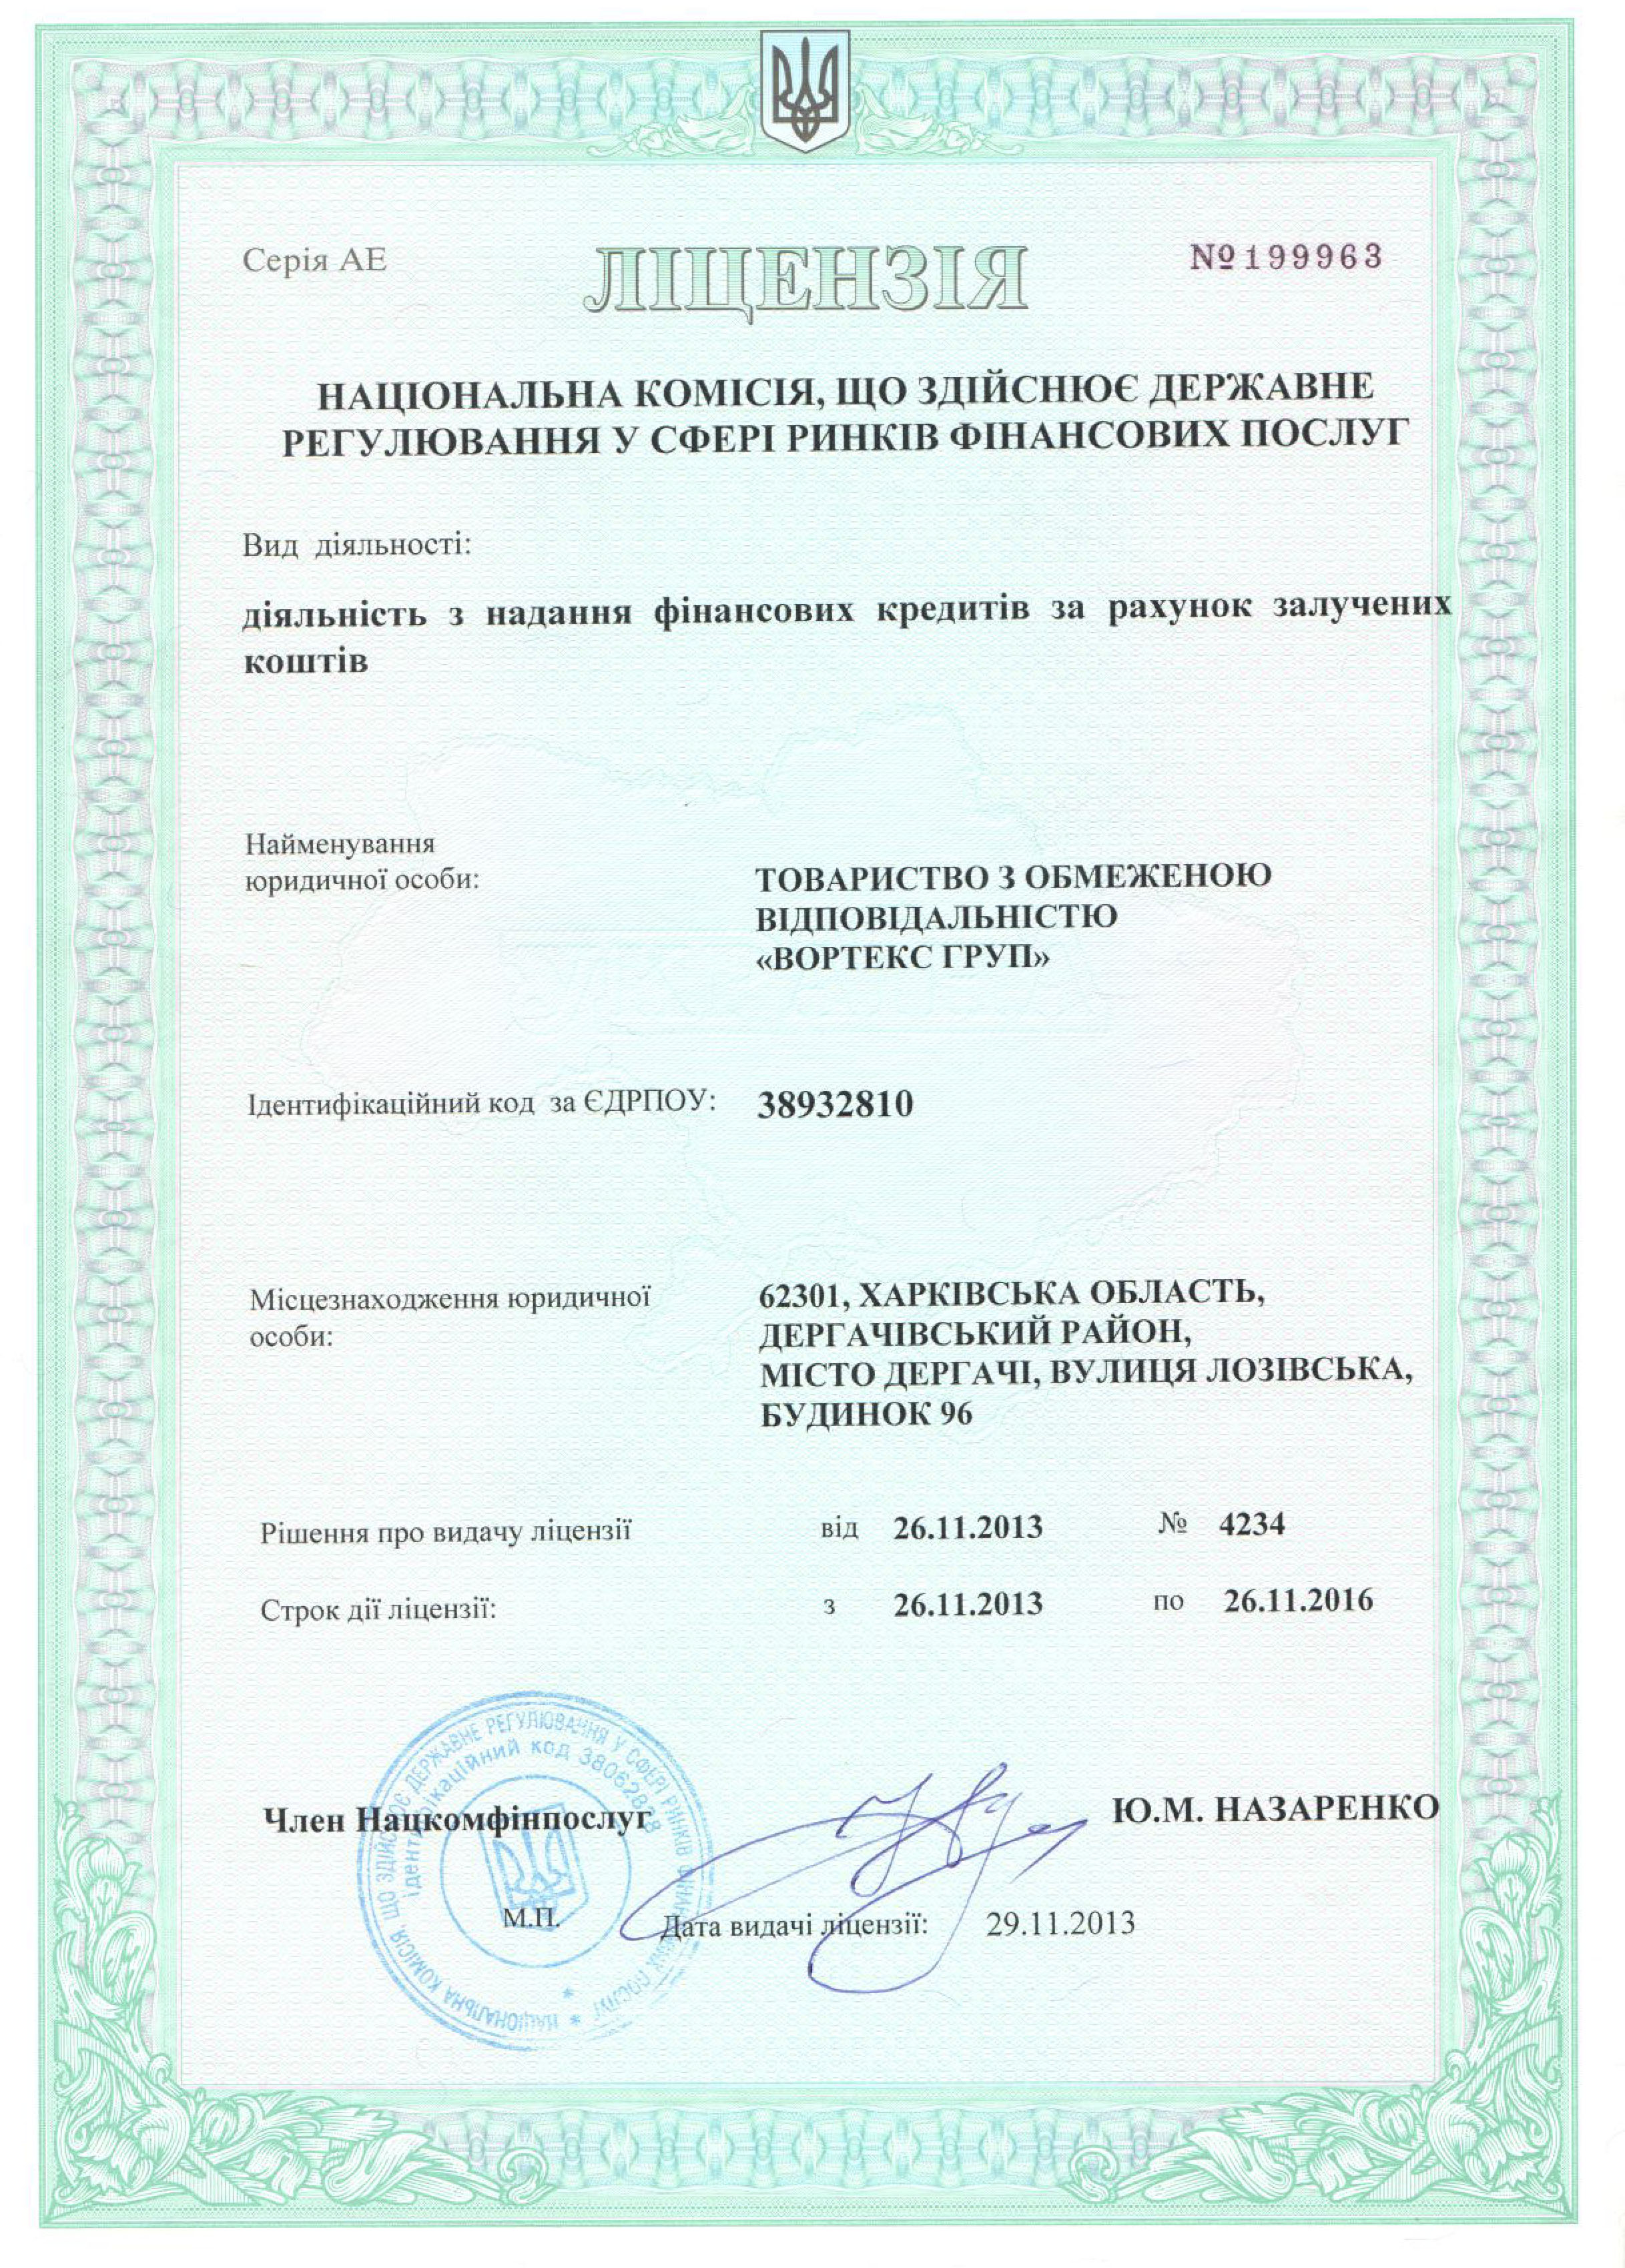 Серія АЕ
ЛІЦЕНЗІЯ
№199963
НАЦІОНАЛЬНА КОМІСІЯ, ЩО ЗДІЙСНЮЄ ДЕРЖАВНЕ
РЕГУЛЮВАННЯ У СФЕРІ РИНКІВ ФІНАНСОВИХ ПОСЛУГ
Вид діяльності:
діяльність з надання фінансових кредитів за рахунок залучених
коштів
Найменування
юридичної особи:
ТОВАРИСТВО З ОБМЕЖЕНОЮ
ВІДПОВІДАЛЬНІСТЮ
«ВОРТЕКС ГРУП»
Ідентифікаційний код за ЄДРПОУ: 38932810
Місцезнаходження юридичної
особи:
62301, ХАРКІВСЬКА ОБЛАСТЬ,
ДЕРГАЧІВСЬКИЙ РАЙОН,
МІСТО ДЕРГАЧІ, ВУЛИЦЯ ЛОЗІВСЬКА,
БУДИНОК 96
Рішення про видачу ліцензії від 26.11.2013 № 4234
Строк дії ліцензії: з 26.11.2013 по 26.11.2016
Член Нацкомфінпослуг Ю.М. НАЗАРЕНКО
М.П. Дата видачі ліцензії: 29.11.2013
НАЦІОНАЛЬНА КОМІСІЯ, ЩО ЗДІЙСНЮЄ ДЕРЖАВНЕ РЕГУЛЮВАННЯ У СФЕРІ РИНКІВ ФІНАНСОВИХ ПОСЛУГ
ідентифікаційний код